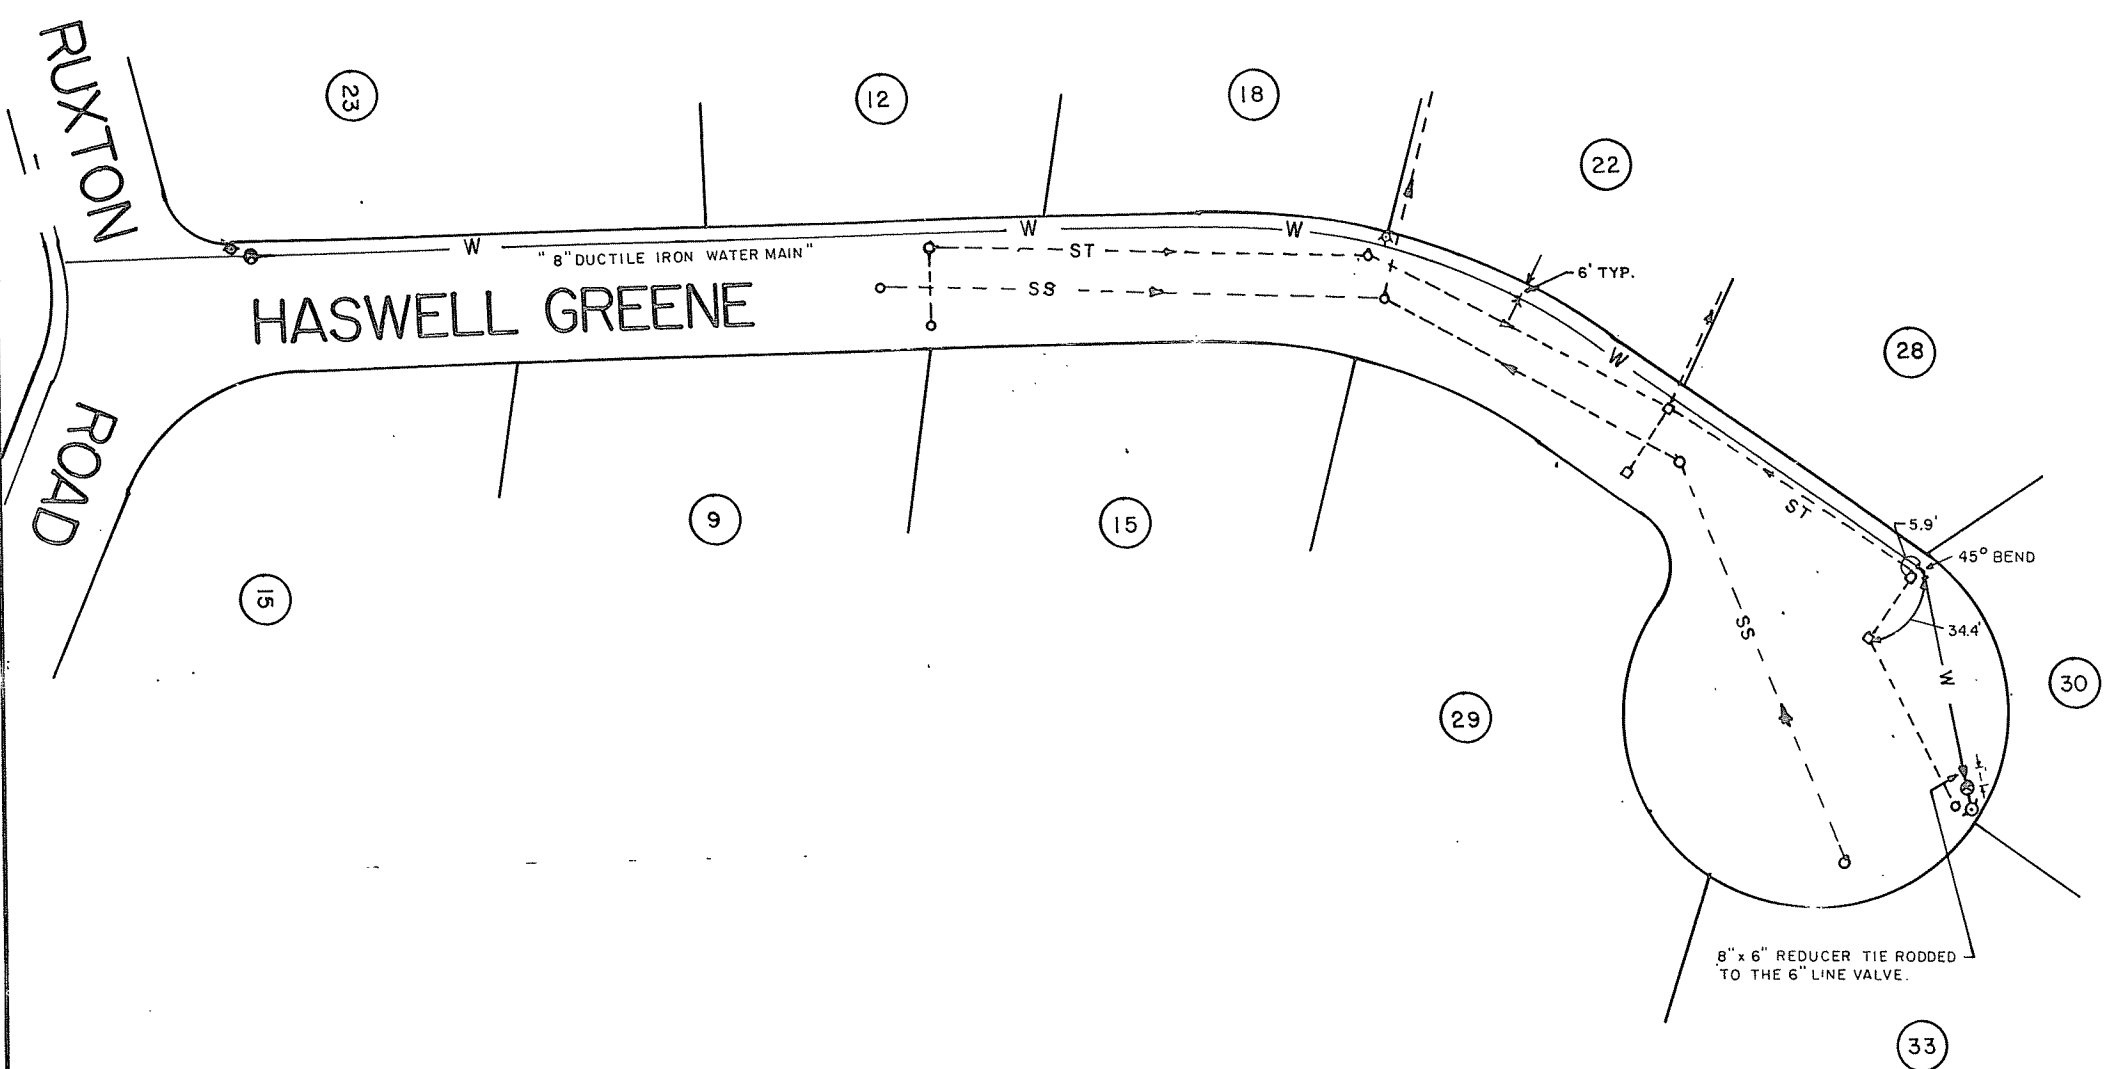 RUXTON
ROAD
HASWELL GREENE
23
12
18
22
28
30
33
29
15
9
15
W
W
W
W
W
"8" DUCTILE IRON WATER MAIN"
ST
SS
6' TYP.
ST
SS
5.9'
45° BEND
34.4'
8" x 6" REDUCER TIE RODDED
TO THE 6" LINE VALVE.